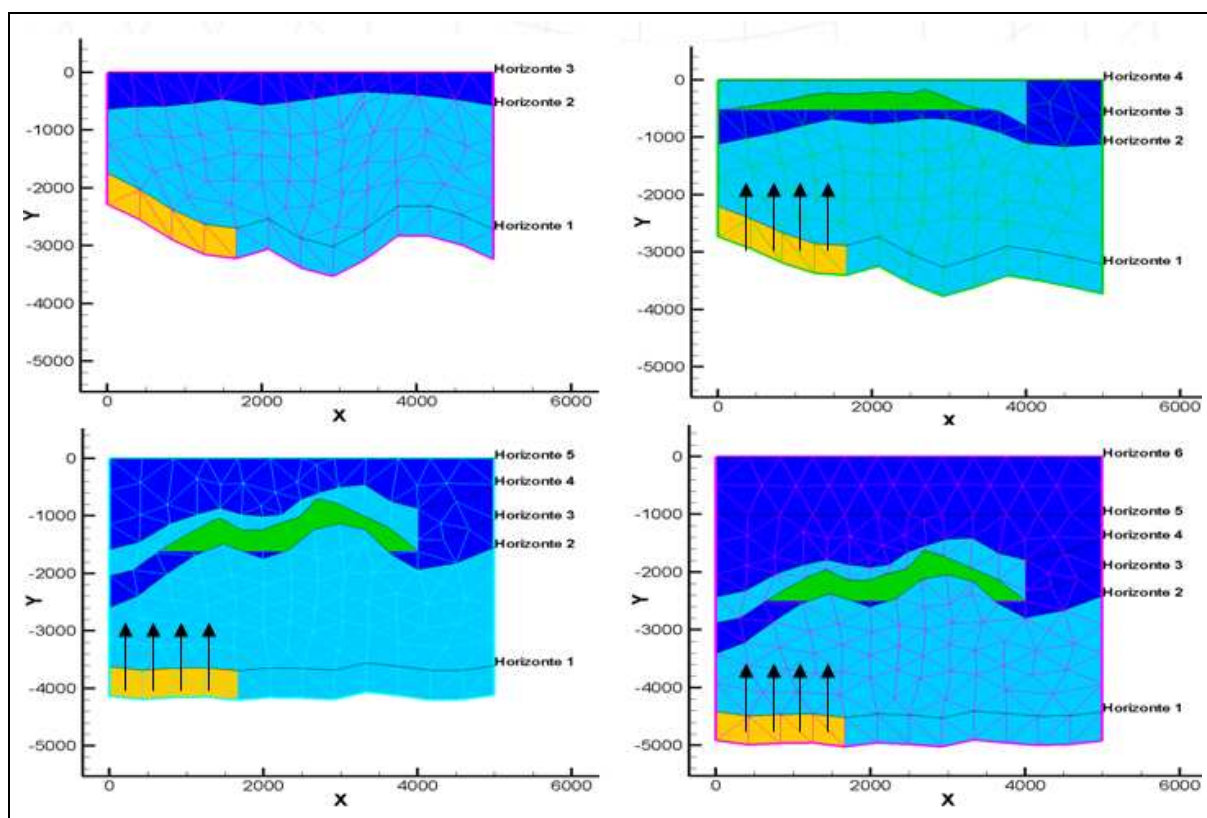 0
-1000
-2000
-3000
-4000
-5000
Y
0
2000
4000
6000
X
Horizonte 3
Horizonte 2
Horizonte 1
0
-1000
-2000
-3000
-4000
-5000
Y
0
2000
4000
6000
X
Horizonte 4
Horizonte 3
Horizonte 2
Horizonte 1
0
-1000
-2000
-3000
-4000
-5000
Y
0
2000
4000
6000
X
Horizonte 5
Horizonte 4
Horizonte 3
Horizonte 2
Horizonte 1
0
-1000
-2000
-3000
-4000
-5000
Y
0
2000
4000
6000
X
Horizonte 6
Horizonte 5
Horizonte 4
Horizonte 3
Horizonte 2
Horizonte 1